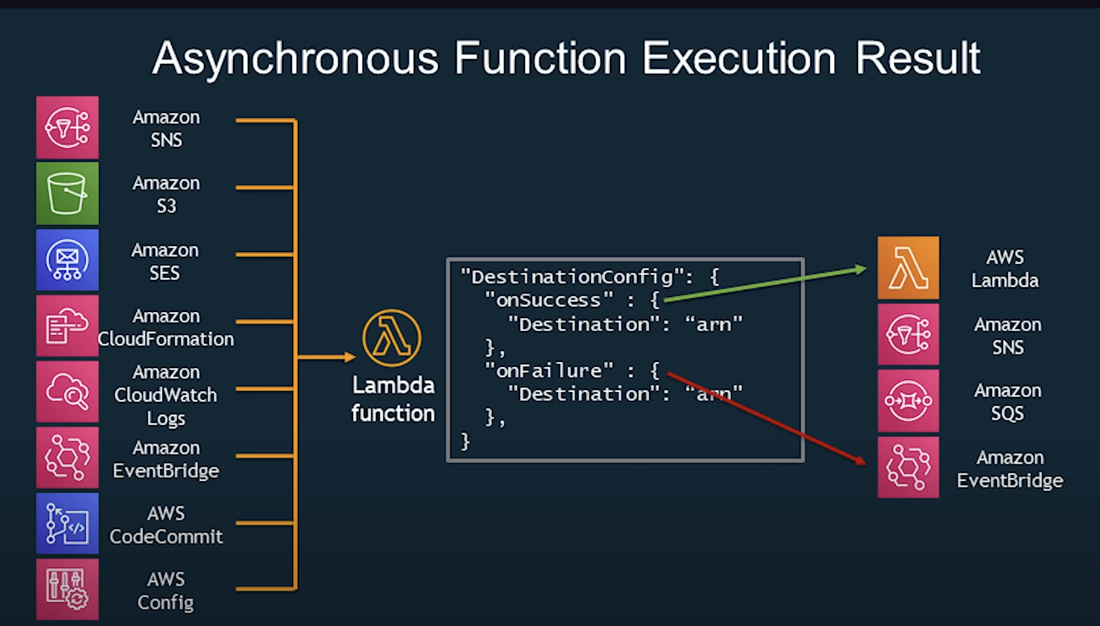 Asynchronous Function Execution Result
Amazon
SNS
Amazon
S3
Amazon
SES
Amazon
CloudFormation
Amazon
CloudWatch
Logs
Amazon
EventBridge
AWS
CodeCommit
AWS
Config
Lambda
function
"DestinationConfig": {
"onSuccess" : {
"Destination": “arn"
},
"onFailure" : {
"Destination": “arn"
},
}
AWS
Lambda
Amazon
SNS
Amazon
SQS
Amazon
EventBridge